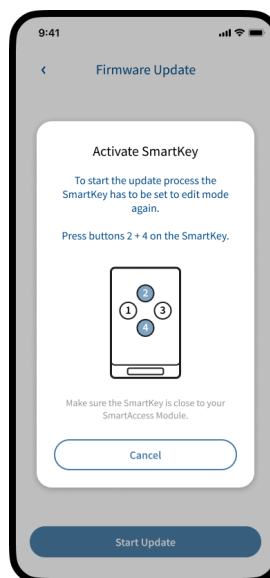 9:41
Firmware Update
Activate SmartKey
To start the update process the
SmartKey has to be set to edit mode
again.
Press buttons 2 + 4 on the SmartKey.
2
1 3
4
Make sure the SmartKey is close to your
SmartAccess Module.
Cancel
Start Update